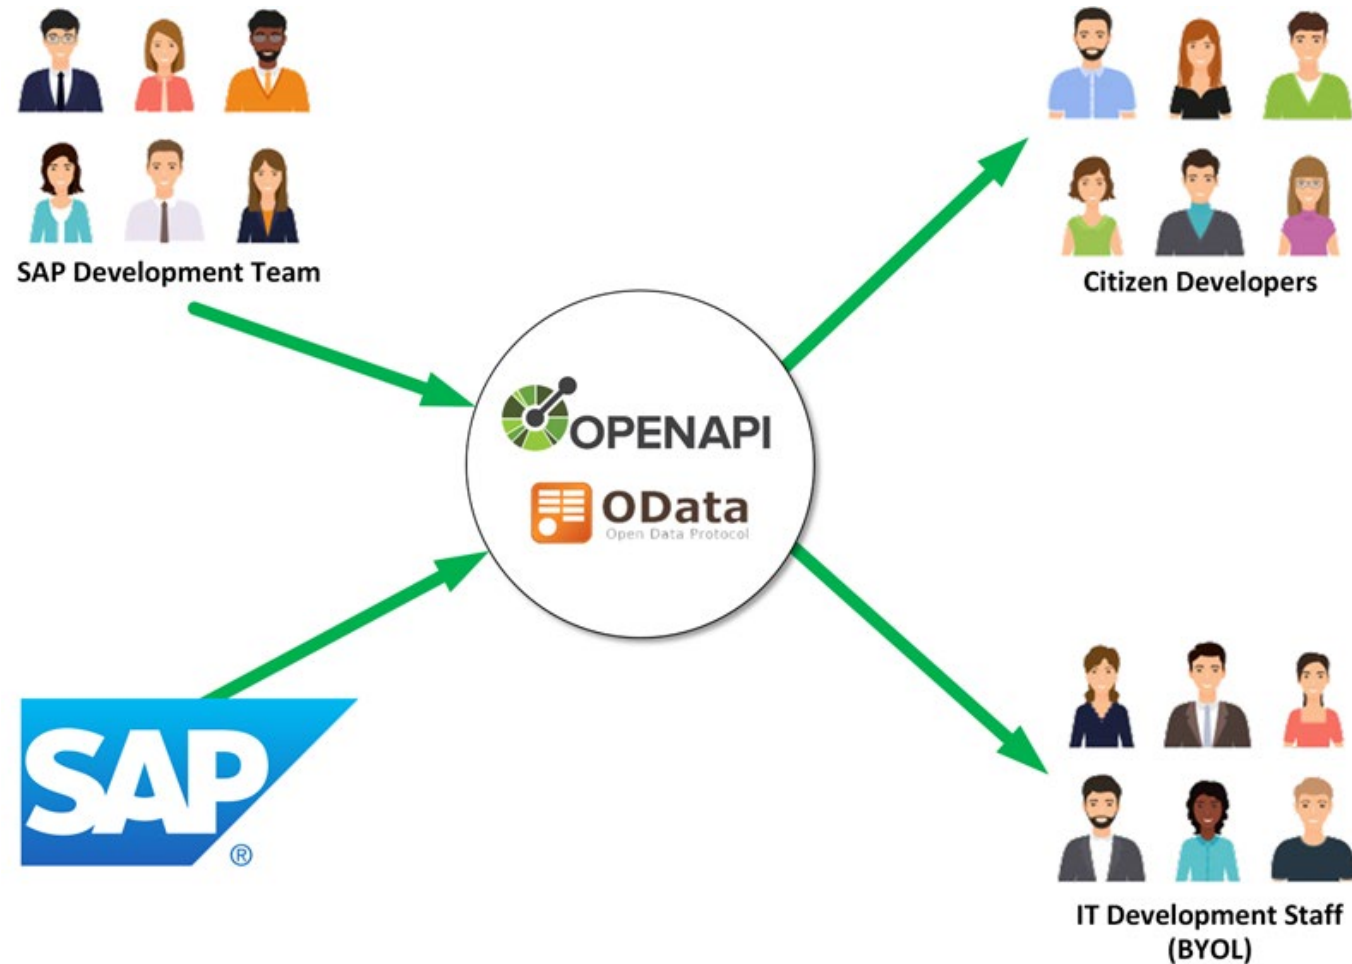 SAP Development Team
Citizen Developers
OPENAPI
OData
Open Data Protocol
SAP
®
IT Development Staff
(BYOL)